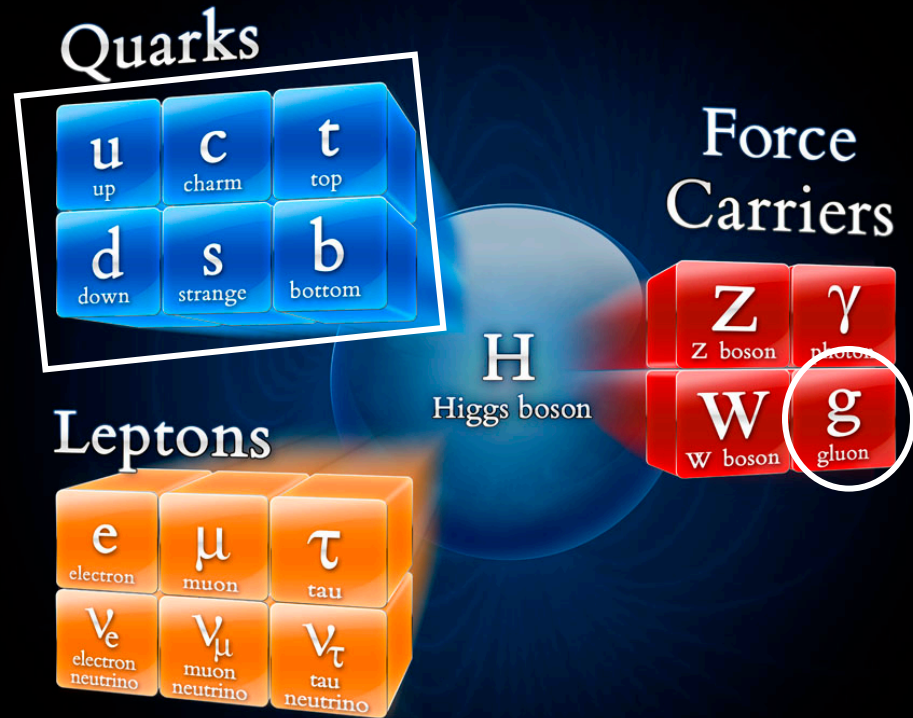 Quarks
u
up
c
charm
t
top
d
down
s
strange
b
bottom
Force
Carriers
Z
Z boson
γ
photon
W
W boson
g
gluon
H
Higgs boson
Leptons
e
electron
μ
muon
τ
tau
νe
electron
neutrino
νμ
muon
neutrino
ντ
tau
neutrino